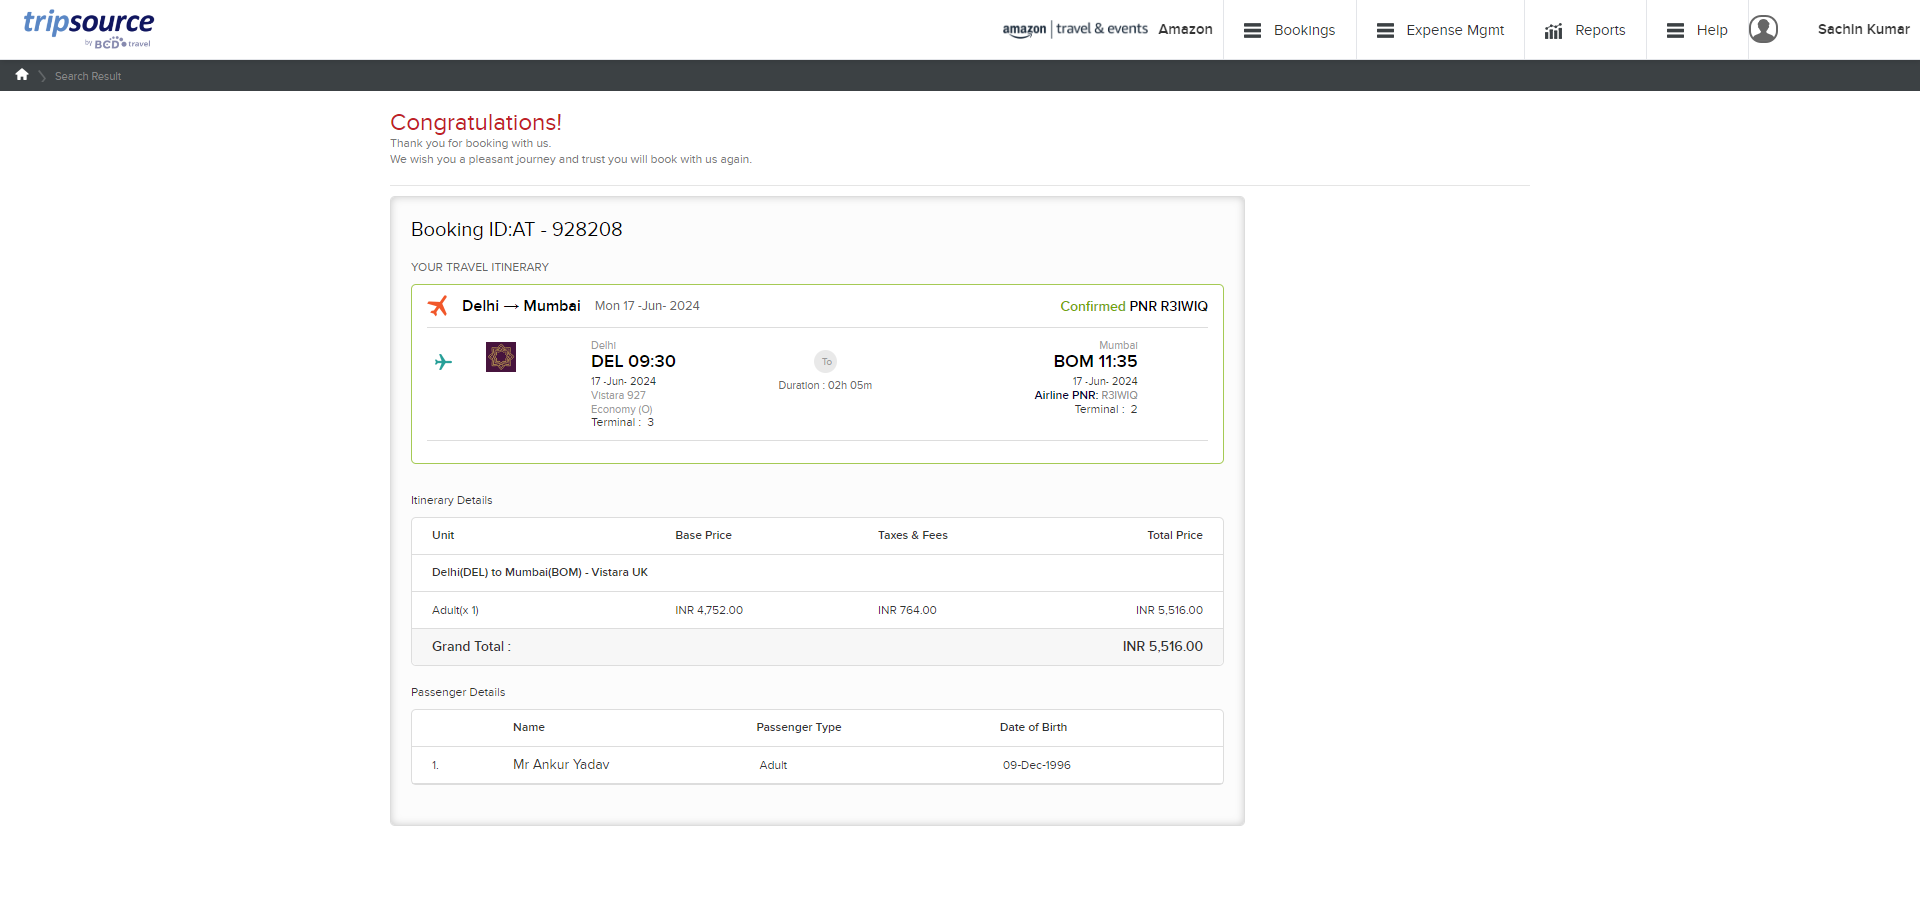 tripsource
by BCD travel
amazon | travel & events Amazon
Bookings
Expense Mgmt
Reports
Help
Sachin Kumar
Search Result
Congratulations!
Thank you for booking with us.
We wish you a pleasant journey and trust you will book with us again.
Booking ID:AT - 928208
YOUR TRAVEL ITINERARY
Delhi → Mumbai Mon 17 -Jun- 2024 Confirmed PNR R3IWIQ
Delhi
DEL 09:30
17 -Jun- 2024
Vistara 927
Economy (O)
Terminal : 3
To
Duration : 02h 05m
Mumbai
BOM 11:35
17 -Jun- 2024
Airline PNR: R3IWIQ
Terminal : 2
Itinerary Details
Unit Base Price Taxes & Fees Total Price
Delhi(DEL) to Mumbai(BOM) - Vistara UK
Adult(x 1) INR 4,752.00 INR 764.00 INR 5,516.00
Grand Total : INR 5,516.00
Passenger Details
Name Passenger Type Date of Birth
1. Mr Ankur Yadav Adult 09-Dec-1996